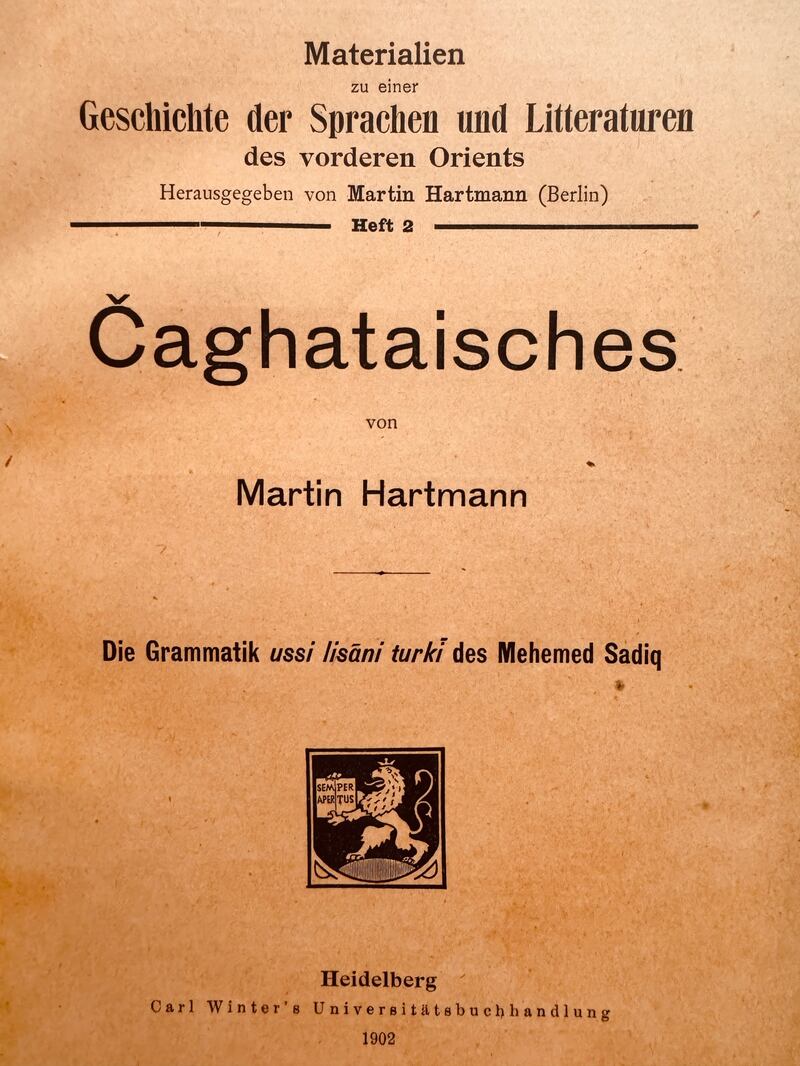 Materialien
zu einer
Geschichte der Sprachen und Litteraturen
des vorderen Orients
Herausgegeben von Martin Hartmann (Berlin)
Heft 2
Čaghataisches
von
Martin Hartmann
Die Grammatik ussi lisāni turkī des Mehemed Sadiq
SEMPER
APERTUS
Heidelberg
Carl Winter's Universitätsbuchhandlung
1902